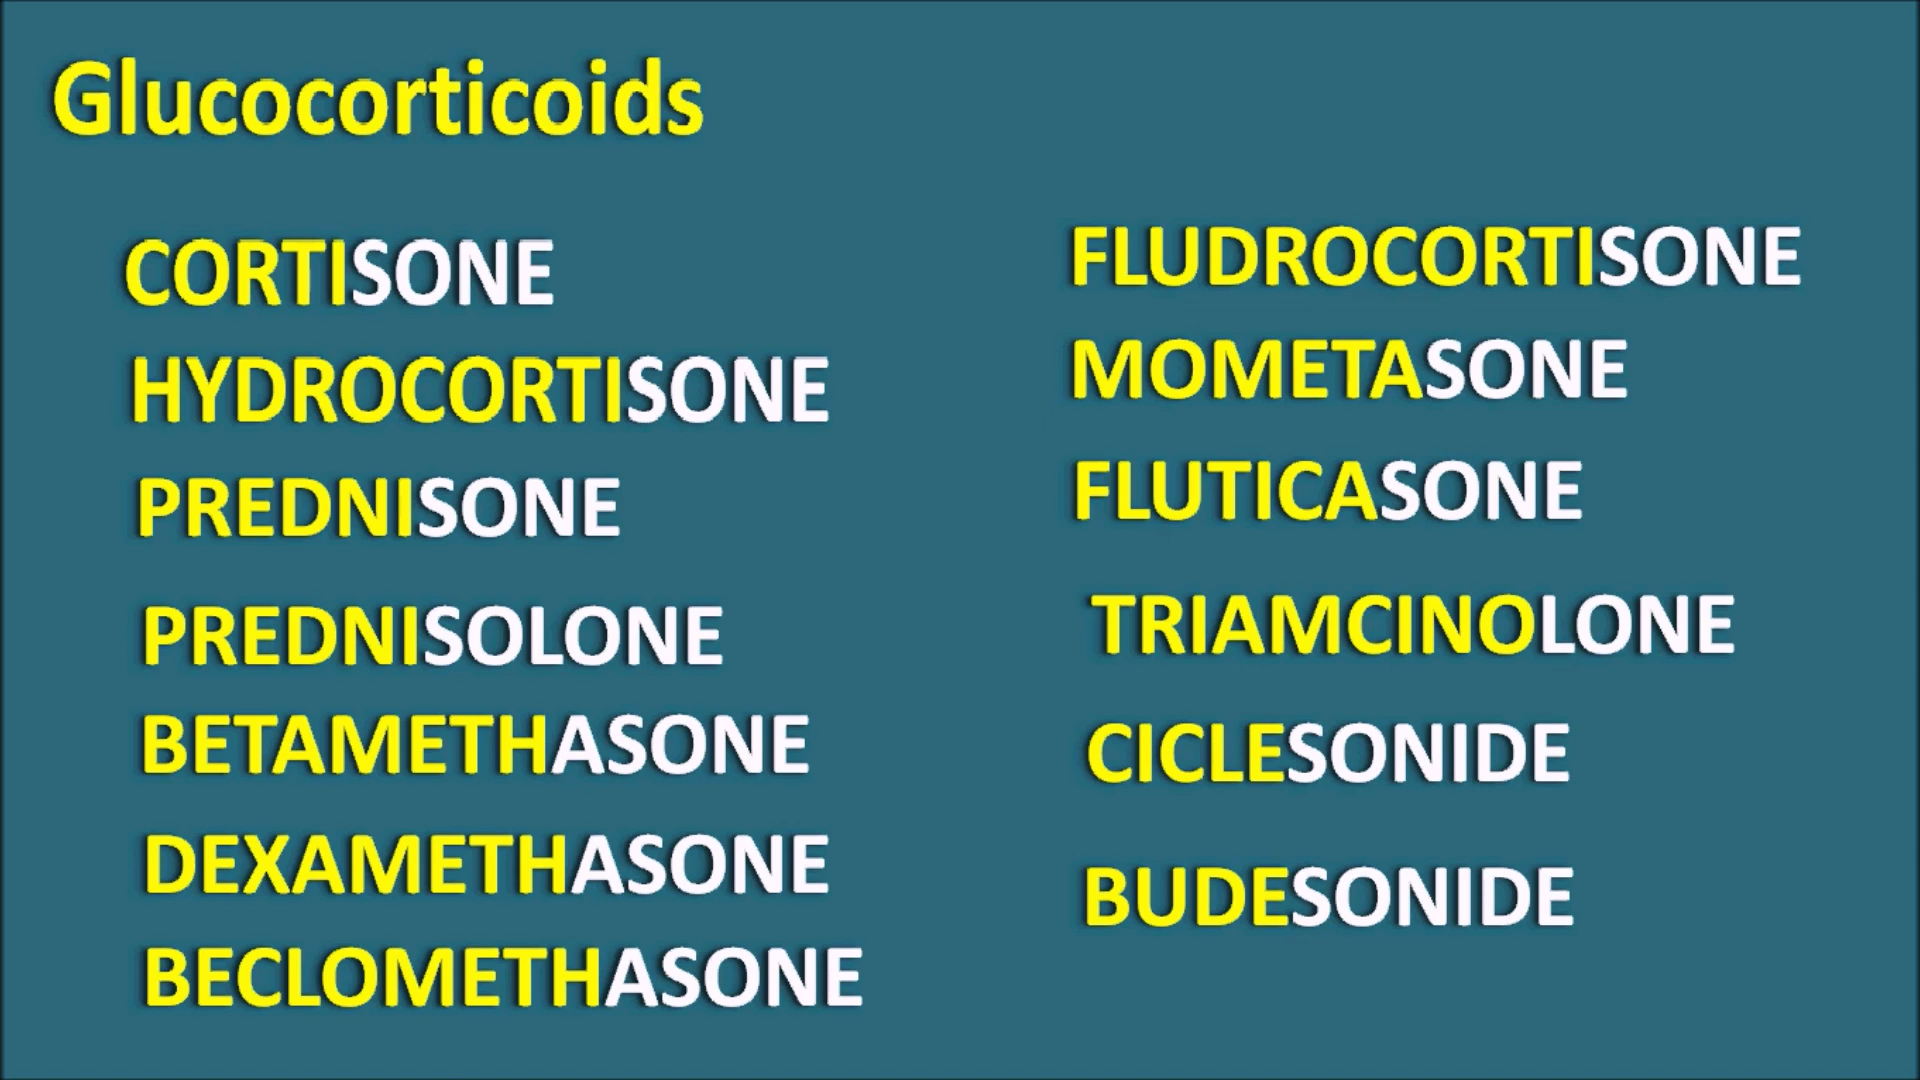 Glucocorticoids
CORTISONE
HYDROCORTISONE
PREDNISONE
PREDNISOLONE
BETAMETHASONE
DEXAMETHASONE
BECLOMETHASONE
FLUDROCORTISONE
MOMETASONE
FLUTICASONE
TRIAMCINOLONE
CICLESONIDE
BUDESONIDE